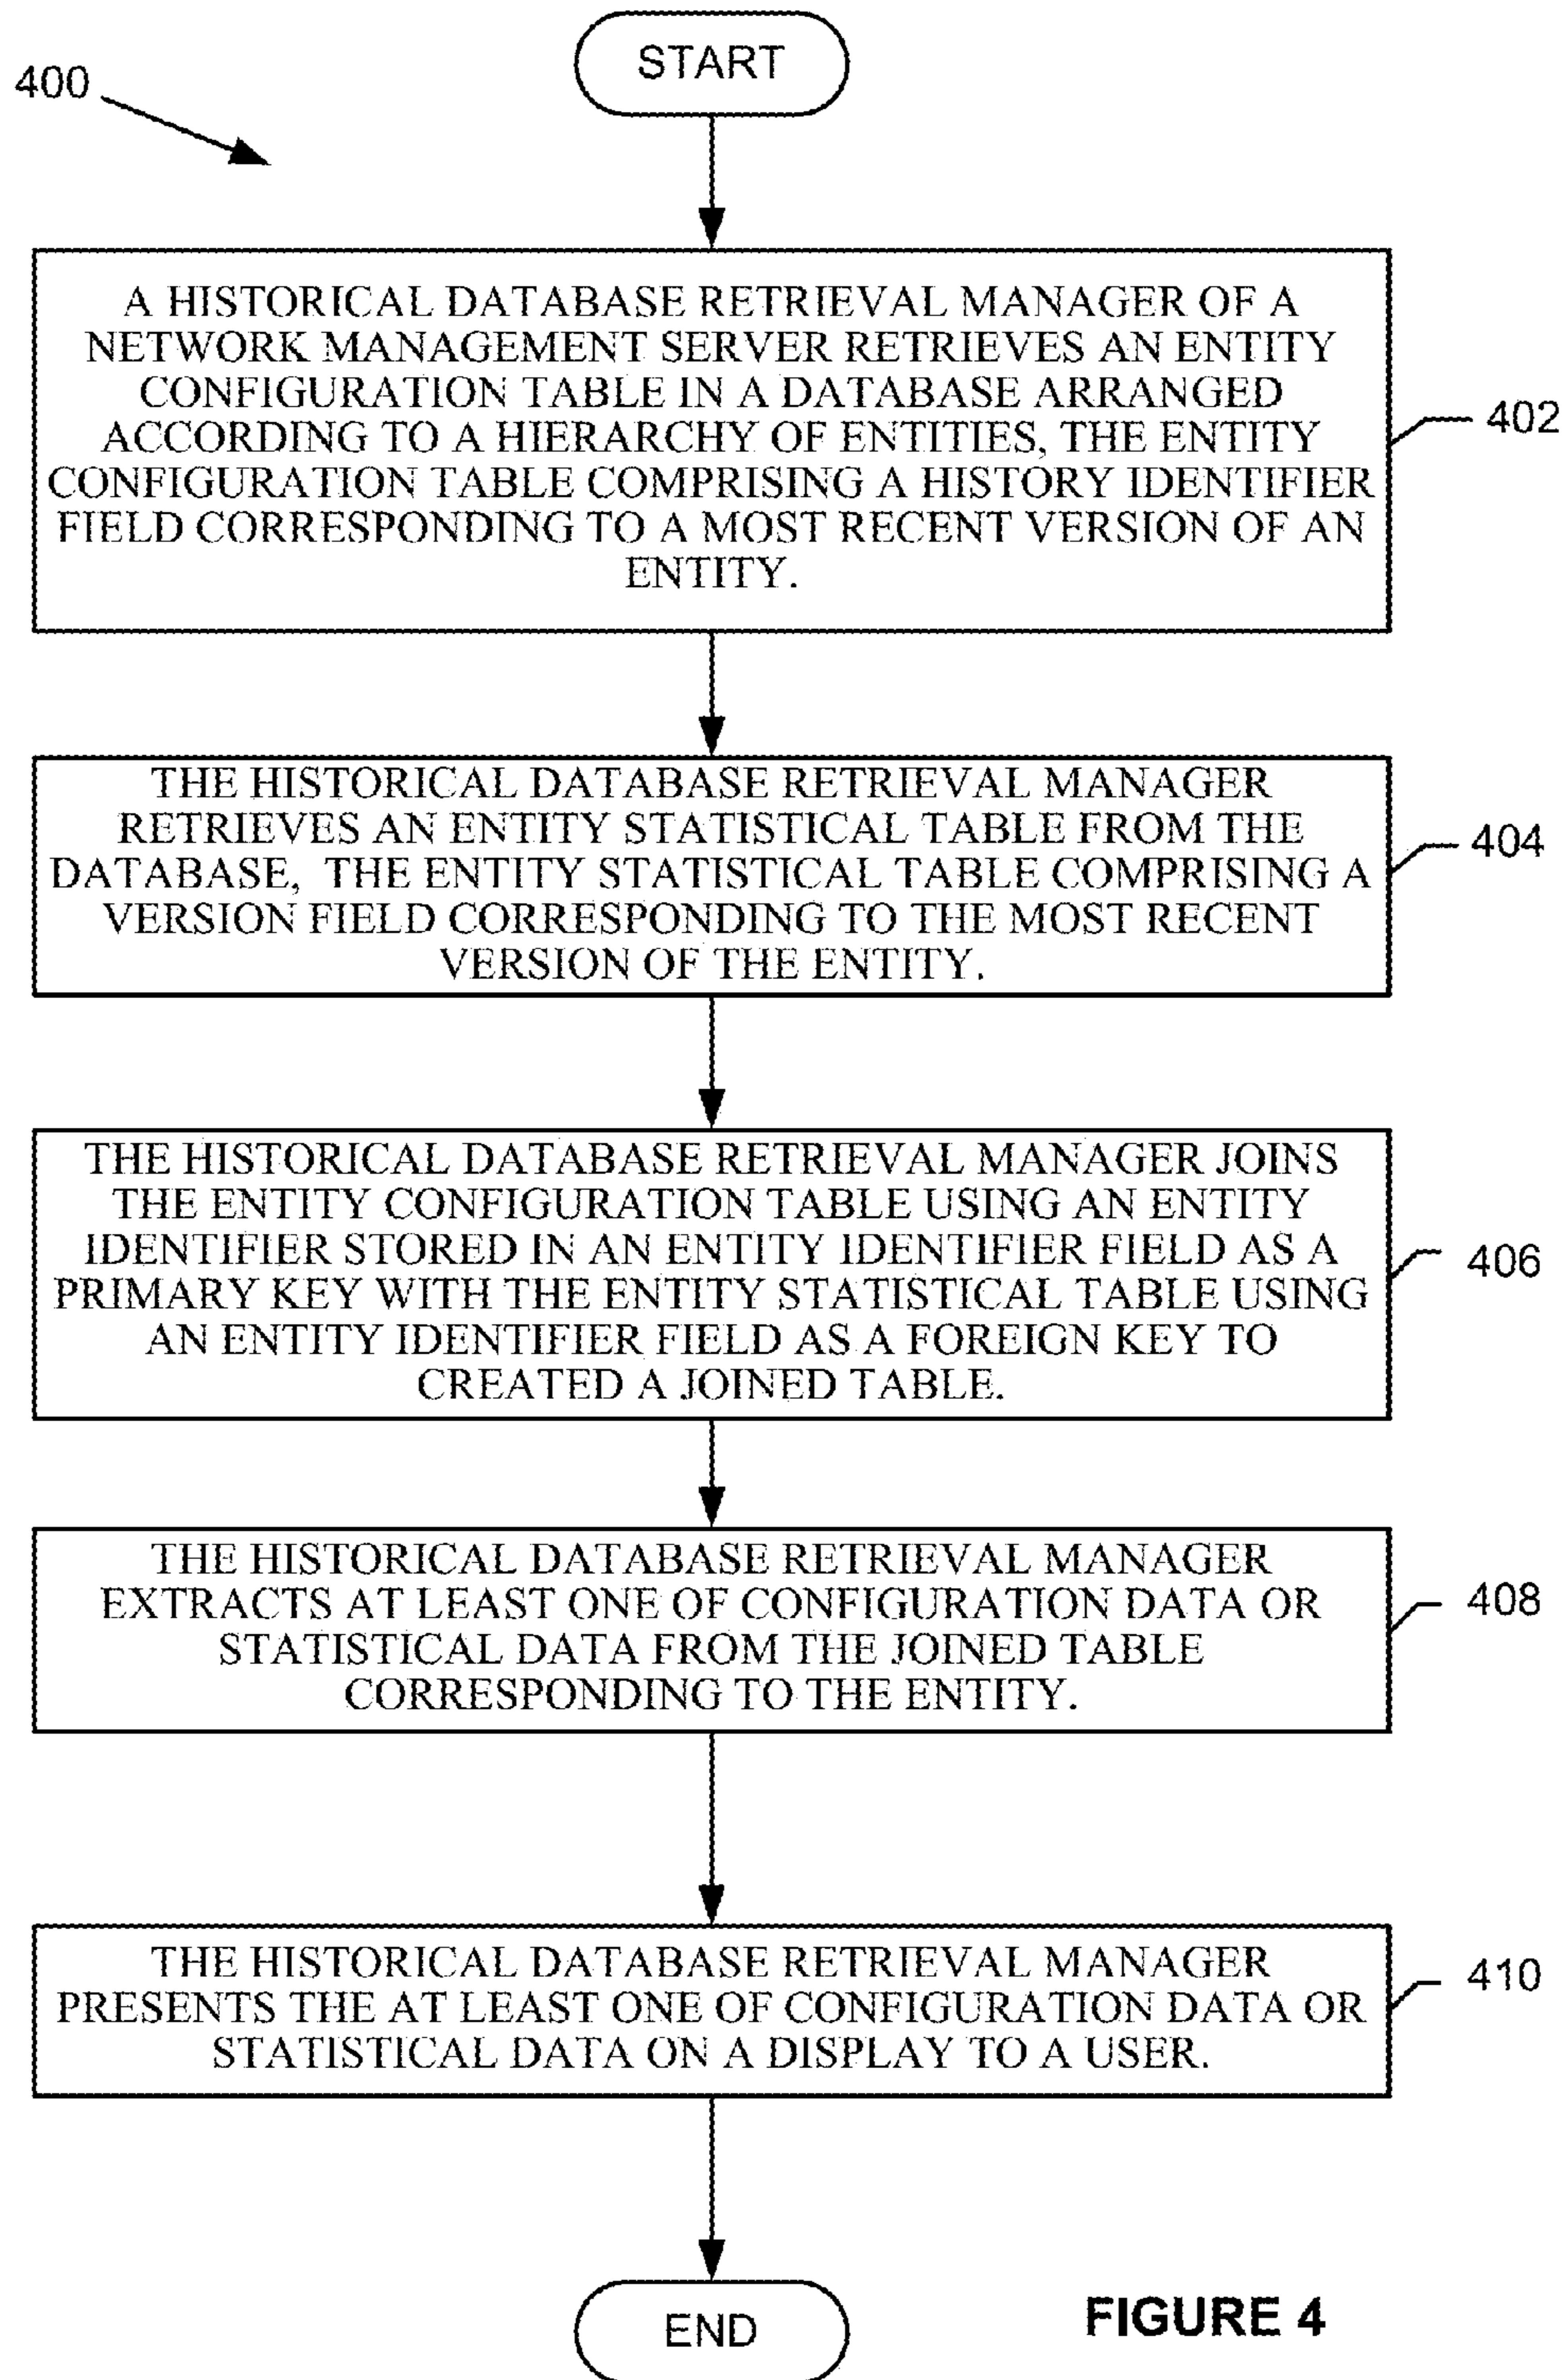 START
400
A HISTORICAL DATABASE RETRIEVAL MANAGER OF A
NETWORK MANAGEMENT SERVER RETRIEVES AN ENTITY
CONFIGURATION TABLE IN A DATABASE ARRANGED
ACCORDING TO A HIERARCHY OF ENTITIES, THE ENTITY
CONFIGURATION TABLE COMPRISING A HISTORY IDENTIFIER
FIELD CORRESPONDING TO A MOST RECENT VERSION OF AN
ENTITY.
402
THE HISTORICAL DATABASE RETRIEVAL MANAGER
RETRIEVES AN ENTITY STATISTICAL TABLE FROM THE
DATABASE, THE ENTITY STATISTICAL TABLE COMPRISING A
VERSION FIELD CORRESPONDING TO THE MOST RECENT
VERSION OF THE ENTITY.
404
THE HISTORICAL DATABASE RETRIEVAL MANAGER JOINS
THE ENTITY CONFIGURATION TABLE USING AN ENTITY
IDENTIFIER STORED IN AN ENTITY IDENTIFIER FIELD AS A
PRIMARY KEY WITH THE ENTITY STATISTICAL TABLE USING
AN ENTITY IDENTIFIER FIELD AS A FOREIGN KEY TO
CREATED A JOINED TABLE.
406
THE HISTORICAL DATABASE RETRIEVAL MANAGER
EXTRACTS AT LEAST ONE OF CONFIGURATION DATA OR
STATISTICAL DATA FROM THE JOINED TABLE
CORRESPONDING TO THE ENTITY.
408
THE HISTORICAL DATABASE RETRIEVAL MANAGER
PRESENTS THE AT LEAST ONE OF CONFIGURATION DATA OR
STATISTICAL DATA ON A DISPLAY TO A USER.
410
END
FIGURE 4